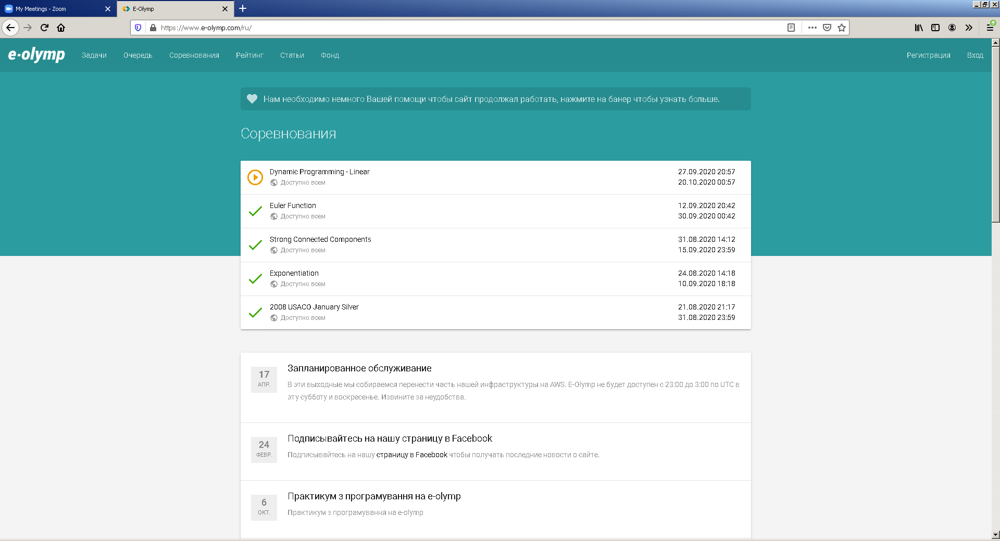 My Meetings - Zoom
E-Olymp
https://www.e-olymp.com/ru/
e-olymp
Задачи
Очередь
Соревнования
Рейтинг
Статьи
Фонд
Регистрация
Вход
Нам необходимо немного Вашей помощи чтобы сайт продолжал работать, нажмите на банер чтобы узнать больше.
Соревнования
Dynamic Programming - Linear
27.09.2020 20:57
Доступно всем
20.10.2020 00:57
Euler Function
12.09.2020 20:42
Доступно всем
30.09.2020 00:42
Strong Connected Components
31.08.2020 14:12
Доступно всем
15.09.2020 23:59
Exponentiation
24.08.2020 14:18
Доступно всем
10.09.2020 18:18
2008 USACO January Silver
21.08.2020 21:17
Доступно всем
31.08.2020 23:59
17
АПР.
Запланированное обслуживание
В эти выходные мы собираемся перенести часть нашей инфраструктуры на AWS. E-Olymp не будет доступен с 23:00 до 3:00 по UTC в
эту субботу и воскресенье. Извините за неудобства.
24
ФЕВР.
Подписывайтесь на нашу страницу в Facebook
Подписывайтесь на нашу страницу в Facebook чтобы получать последние новости о сайте.
6
ОКТ.
Практикум з програмування на e-olymp
Практикум з програмування на e-olymp